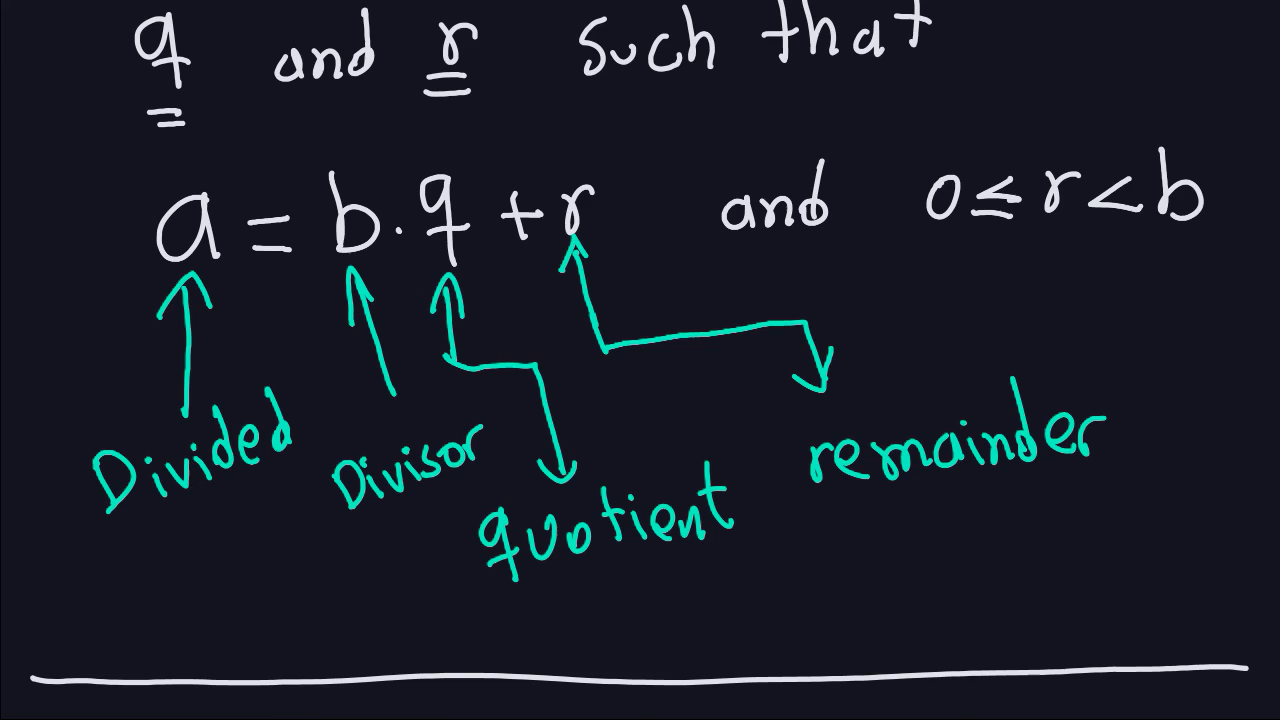 q and r such that
a = b · q + r and 0 ≤ r < b
Divided Divisor remainder
quotient